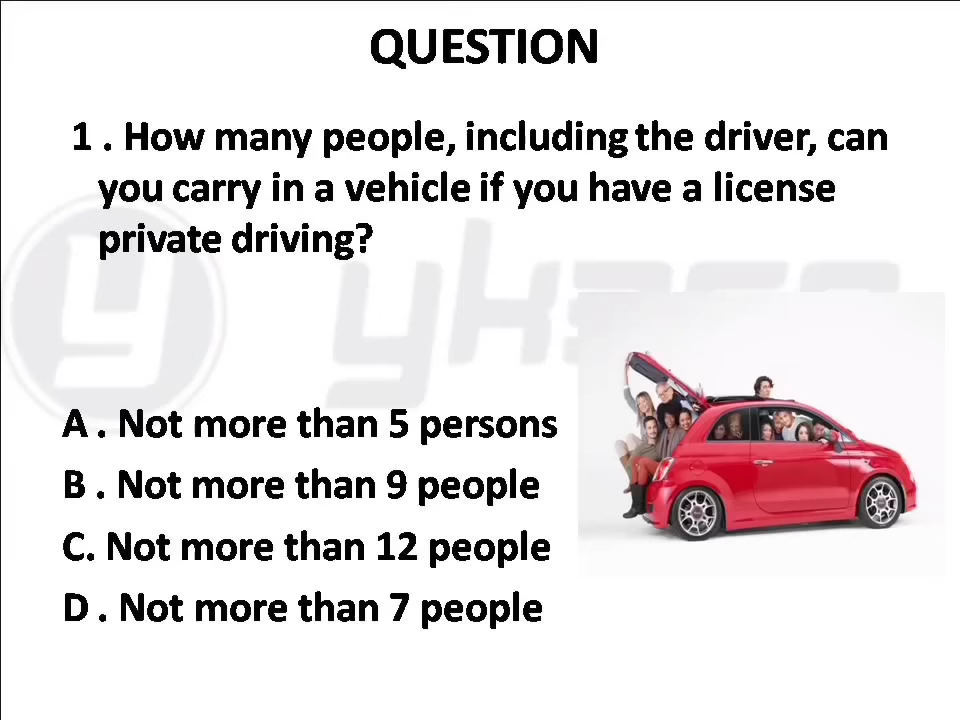 QUESTION
1 . How many people, including the driver, can
you carry in a vehicle if you have a license
private driving?
A . Not more than 5 persons
B . Not more than 9 people
C. Not more than 12 people
D . Not more than 7 people